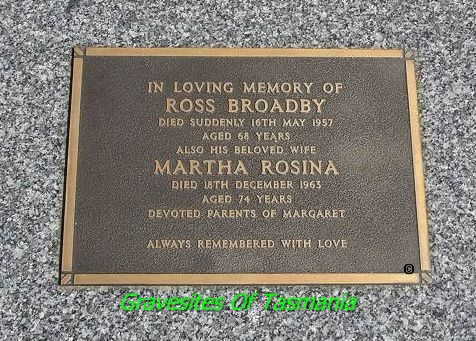 IN LOVING MEMORY OF
ROSS BROADBY
DIED SUDDENLY 16TH MAY 1957
AGED 68 YEARS
ALSO HIS BELOVED WIFE
MARTHA ROSINA
DIED 18TH DECEMBER 1963
AGED 74 YEARS
DEVOTED PARENTS OF MARGARET
ALWAYS REMEMBERED WITH LOVE
©
Gravesites Of Tasmania